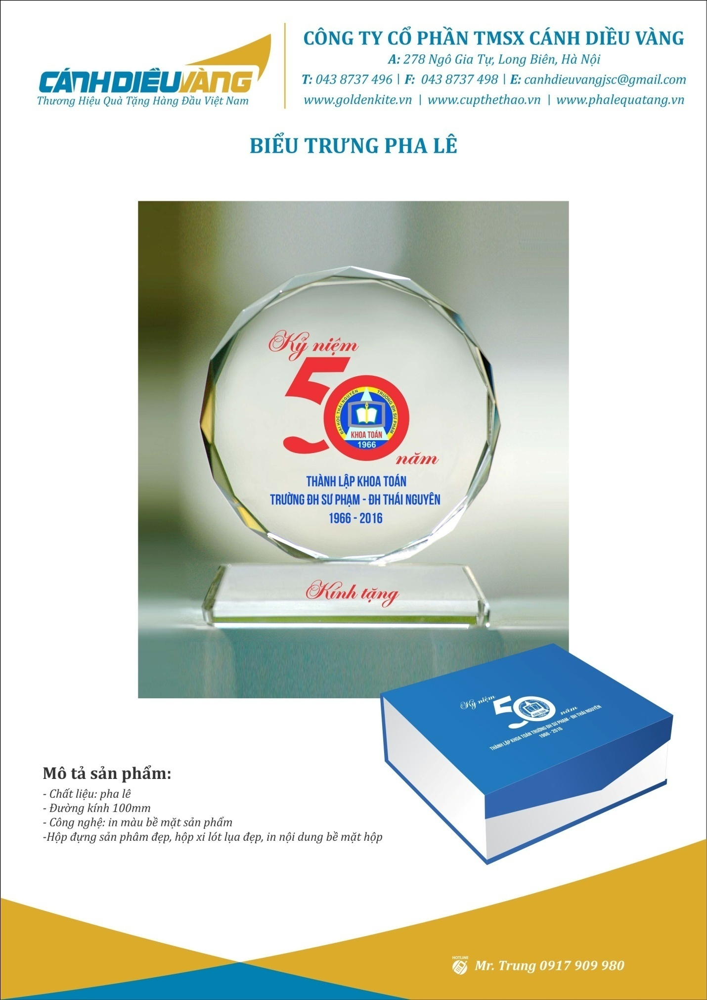 CÁNH DIỀU VÀNG
Thương Hiệu Quà Tặng Hàng Đầu Việt Nam
CÔNG TY CỔ PHẦN TMSX CÁNH DIỀU VÀNG
A: 278 Ngô Gia Tự, Long Biên, Hà Nội
T: 043 8737 496 | F: 043 8737 498 | E: canhdieuvangjsc@gmail.com
www.goldenkite.vn | www.cupthethao.vn | www.phalequatang.vn
BIỂU TRƯNG PHA LÊ
Kỷ niệm
50
ĐẠI HỌC THÁI NGUYÊN TRƯỜNG ĐH SƯ PHẠM
KHOA TOÁN
1966
năm
THÀNH LẬP KHOA TOÁN
TRƯỜNG ĐH SƯ PHẠM - ĐH THÁI NGUYÊN
1966 - 2016
Kính tặng
Kỷ niệm
50
KHOA TOÁN
1966
năm
THÀNH LẬP KHOA TOÁN TRƯỜNG ĐH SƯ PHẠM - ĐH THÁI NGUYÊN
1966 - 2016
Mô tả sản phẩm:
- Chất liệu: pha lê
- Đường kính 100mm
- Công nghệ: in màu bề mặt sản phẩm
-Hộp đựng sản phâm đẹp, hộp xi lót lụa đẹp, in nội dung bề mặt hộp
HOTLINE
Mr. Trung 0917 909 980